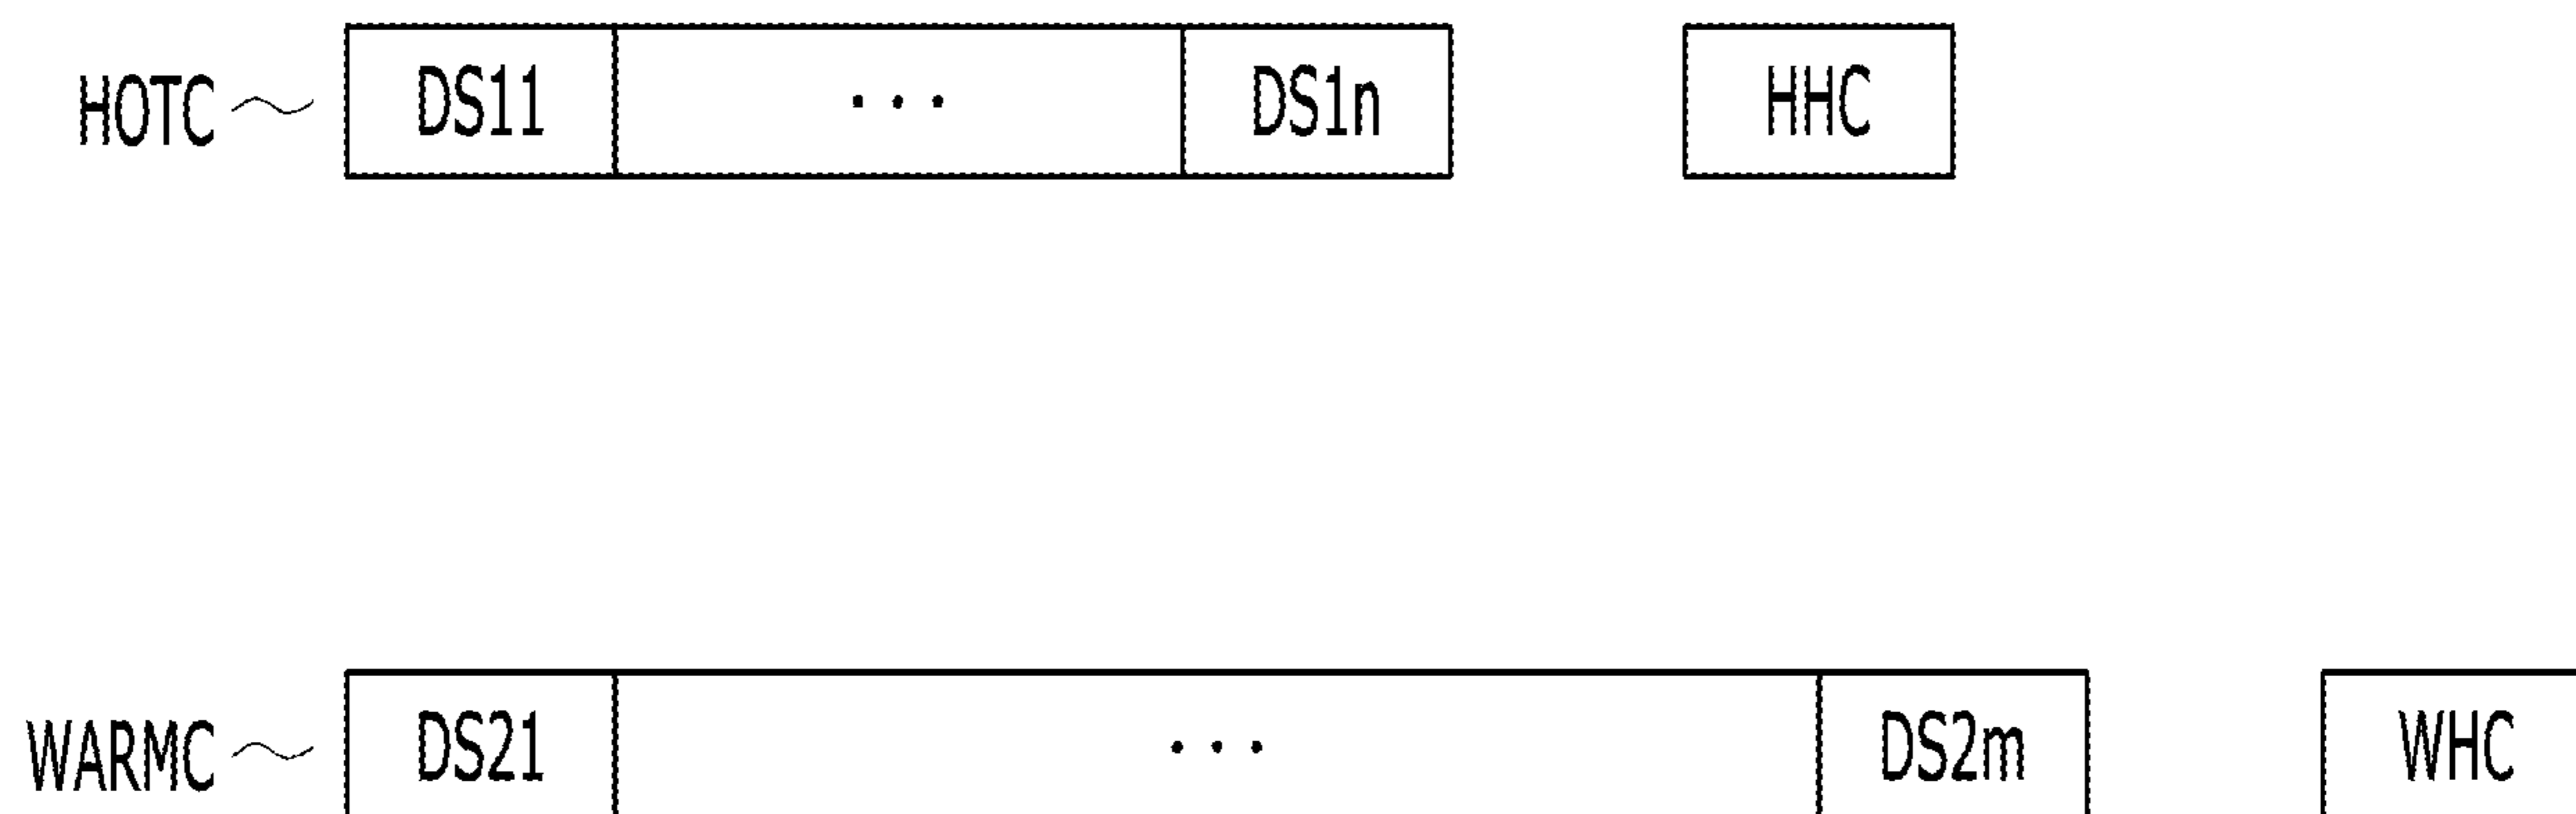 HOTC DS11 ... DS1n HHC
WARMC DS21 ... DS2m WHC